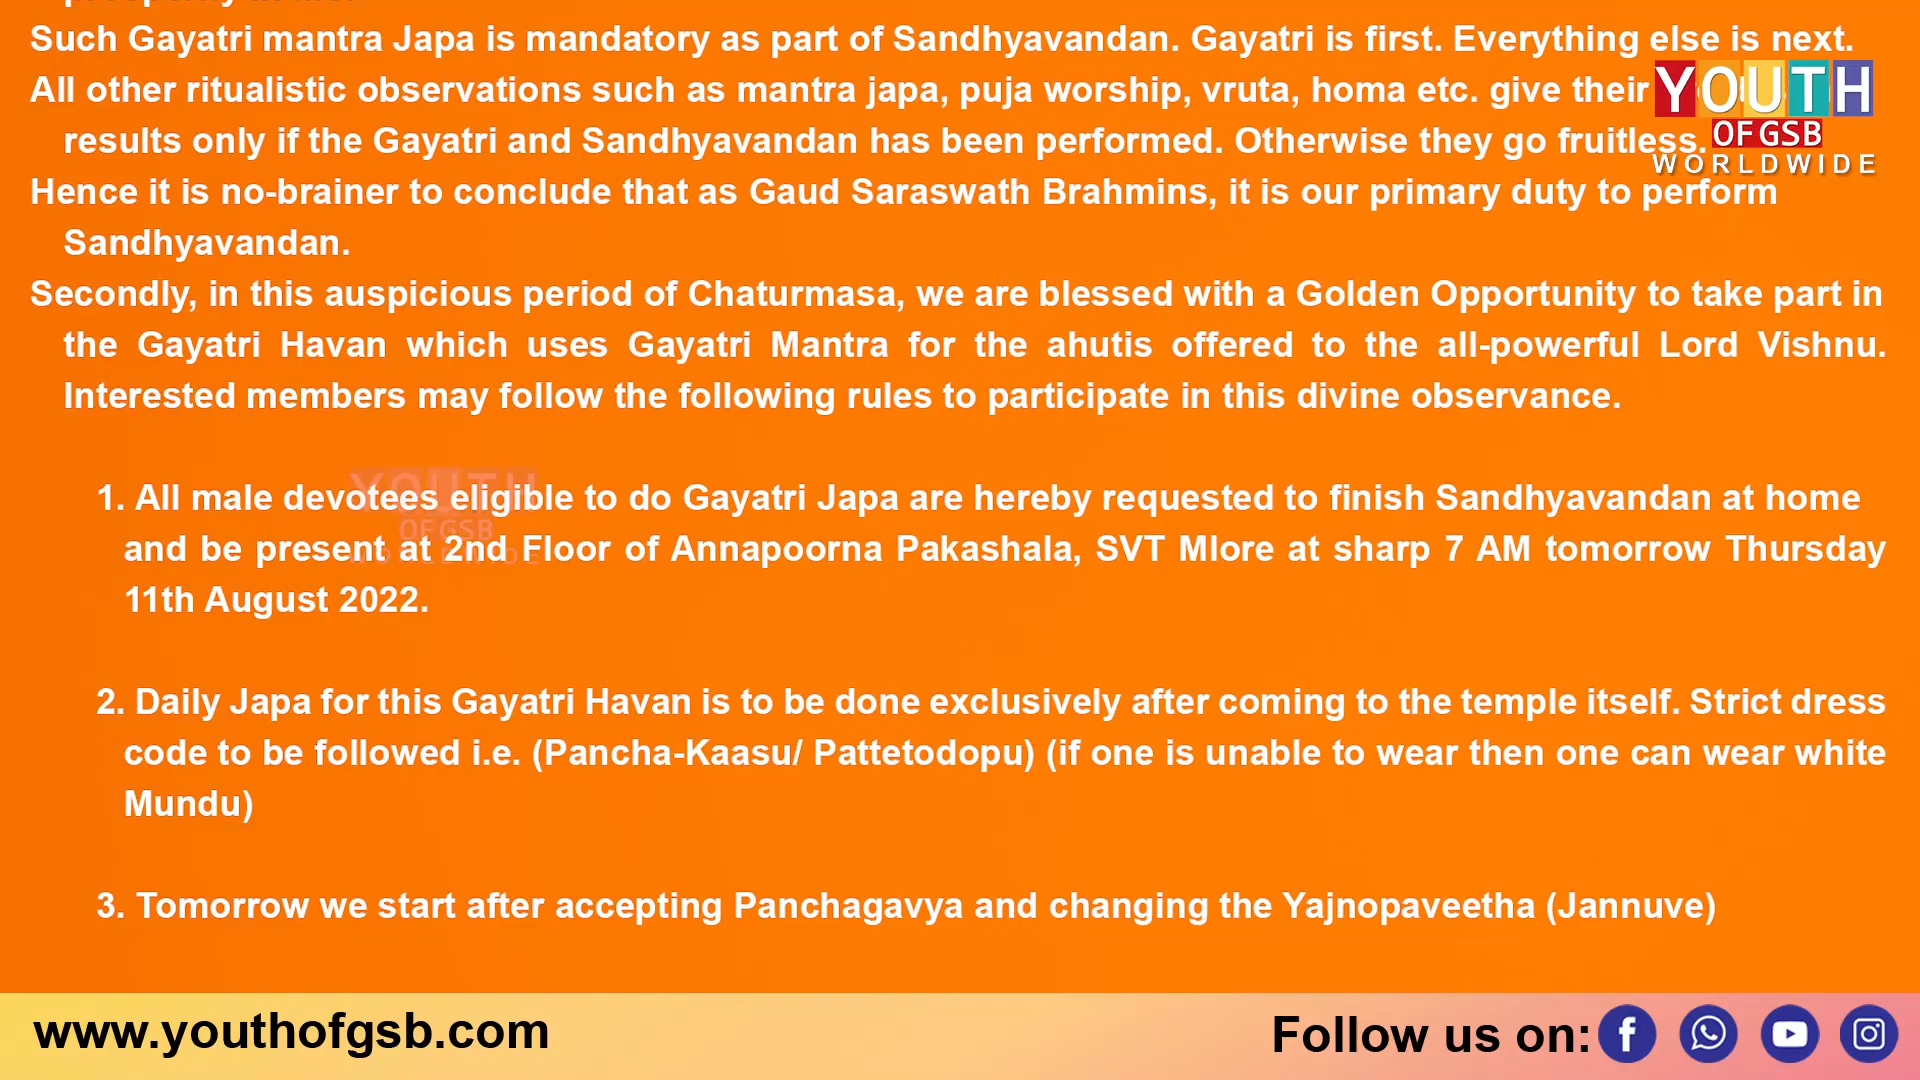 Such Gayatri mantra Japa is mandatory as part of Sandhyavandan. Gayatri is first. Everything else is next.
All other ritualistic observations such as mantra japa, puja worship, vruta, homa etc. give their
results only if the Gayatri and Sandhyavandan has been performed. Otherwise they go fruitless.
YOUTH
OF GSB
WORLDWIDE
Hence it is no-brainer to conclude that as Gaud Saraswath Brahmins, it is our primary duty to perform
Sandhyavandan.
Secondly, in this auspicious period of Chaturmasa, we are blessed with a Golden Opportunity to take part in
the Gayatri Havan which uses Gayatri Mantra for the ahutis offered to the all-powerful Lord Vishnu.
Interested members may follow the following rules to participate in this divine observance.
1. All male devotees eligible to do Gayatri Japa are hereby requested to finish Sandhyavandan at home
and be present at 2nd Floor of Annapoorna Pakashala, SVT Mlore at sharp 7 AM tomorrow Thursday
11th August 2022.
YOUTH
OF GSB
WORLDWIDE
2. Daily Japa for this Gayatri Havan is to be done exclusively after coming to the temple itself. Strict dress
code to be followed i.e. (Pancha-Kaasu/ Pattetodopu) (if one is unable to wear then one can wear white
Mundu)
3. Tomorrow we start after accepting Panchagavya and changing the Yajnopaveetha (Jannuve)
www.youthofgsb.com
Follow us on: